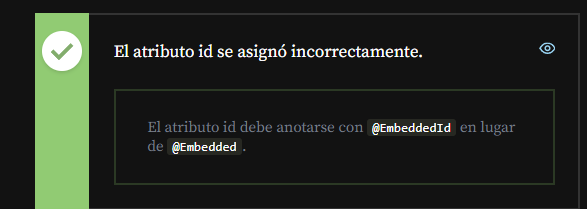 El atributo id se asignó incorrectamente.
El atributo id debe anotarse con @EmbeddedId en lugar
de @Embedded.